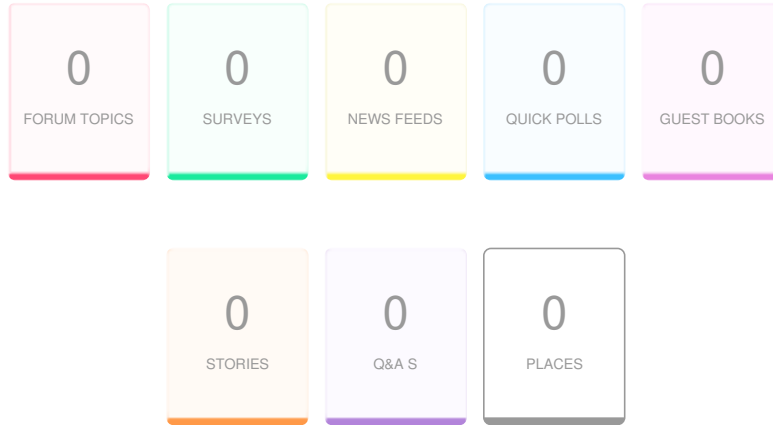 0 0 0 0 0
FORUM TOPICS SURVEYS NEWS FEEDS QUICK POLLS GUEST BOOKS
0 0 0
STORIES Q&A S PLACES